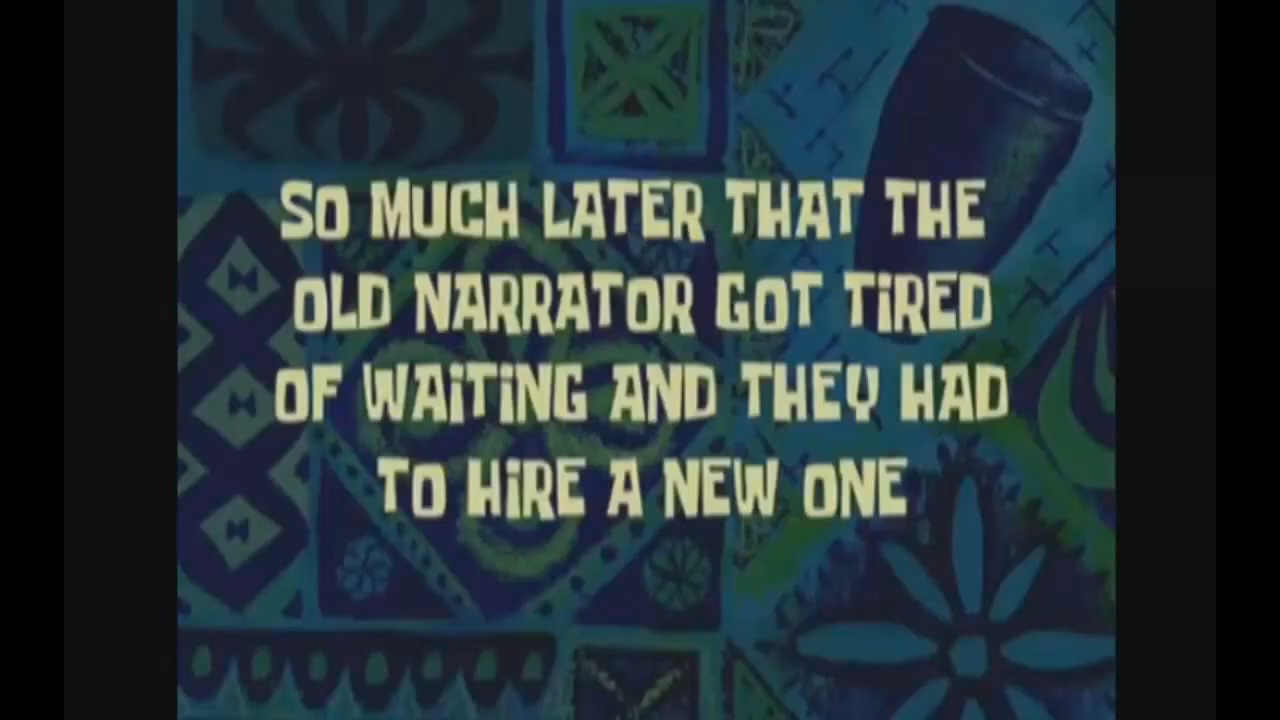 SO MUCH LATER THAT THE
OLD NARRATOR GOT TIRED
OF WAITING AND THEY HAD
TO HIRE A NEW ONE